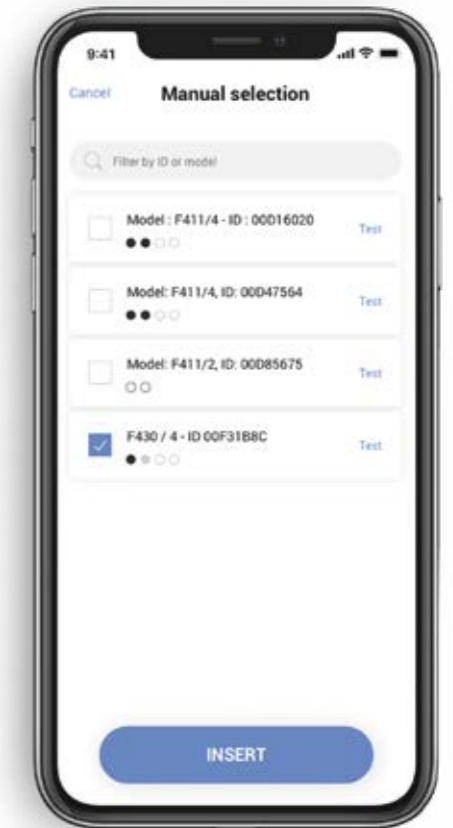 9:41
Cancel
Manual selection
Filter by ID or model
Model : F411/4 - ID : 00D16020
Test
Model: F411/4, ID: 00D47564
Test
Model: F411/2, ID: 00D85675
Test
F430 / 4 - ID 00F31B8C
Test
INSERT